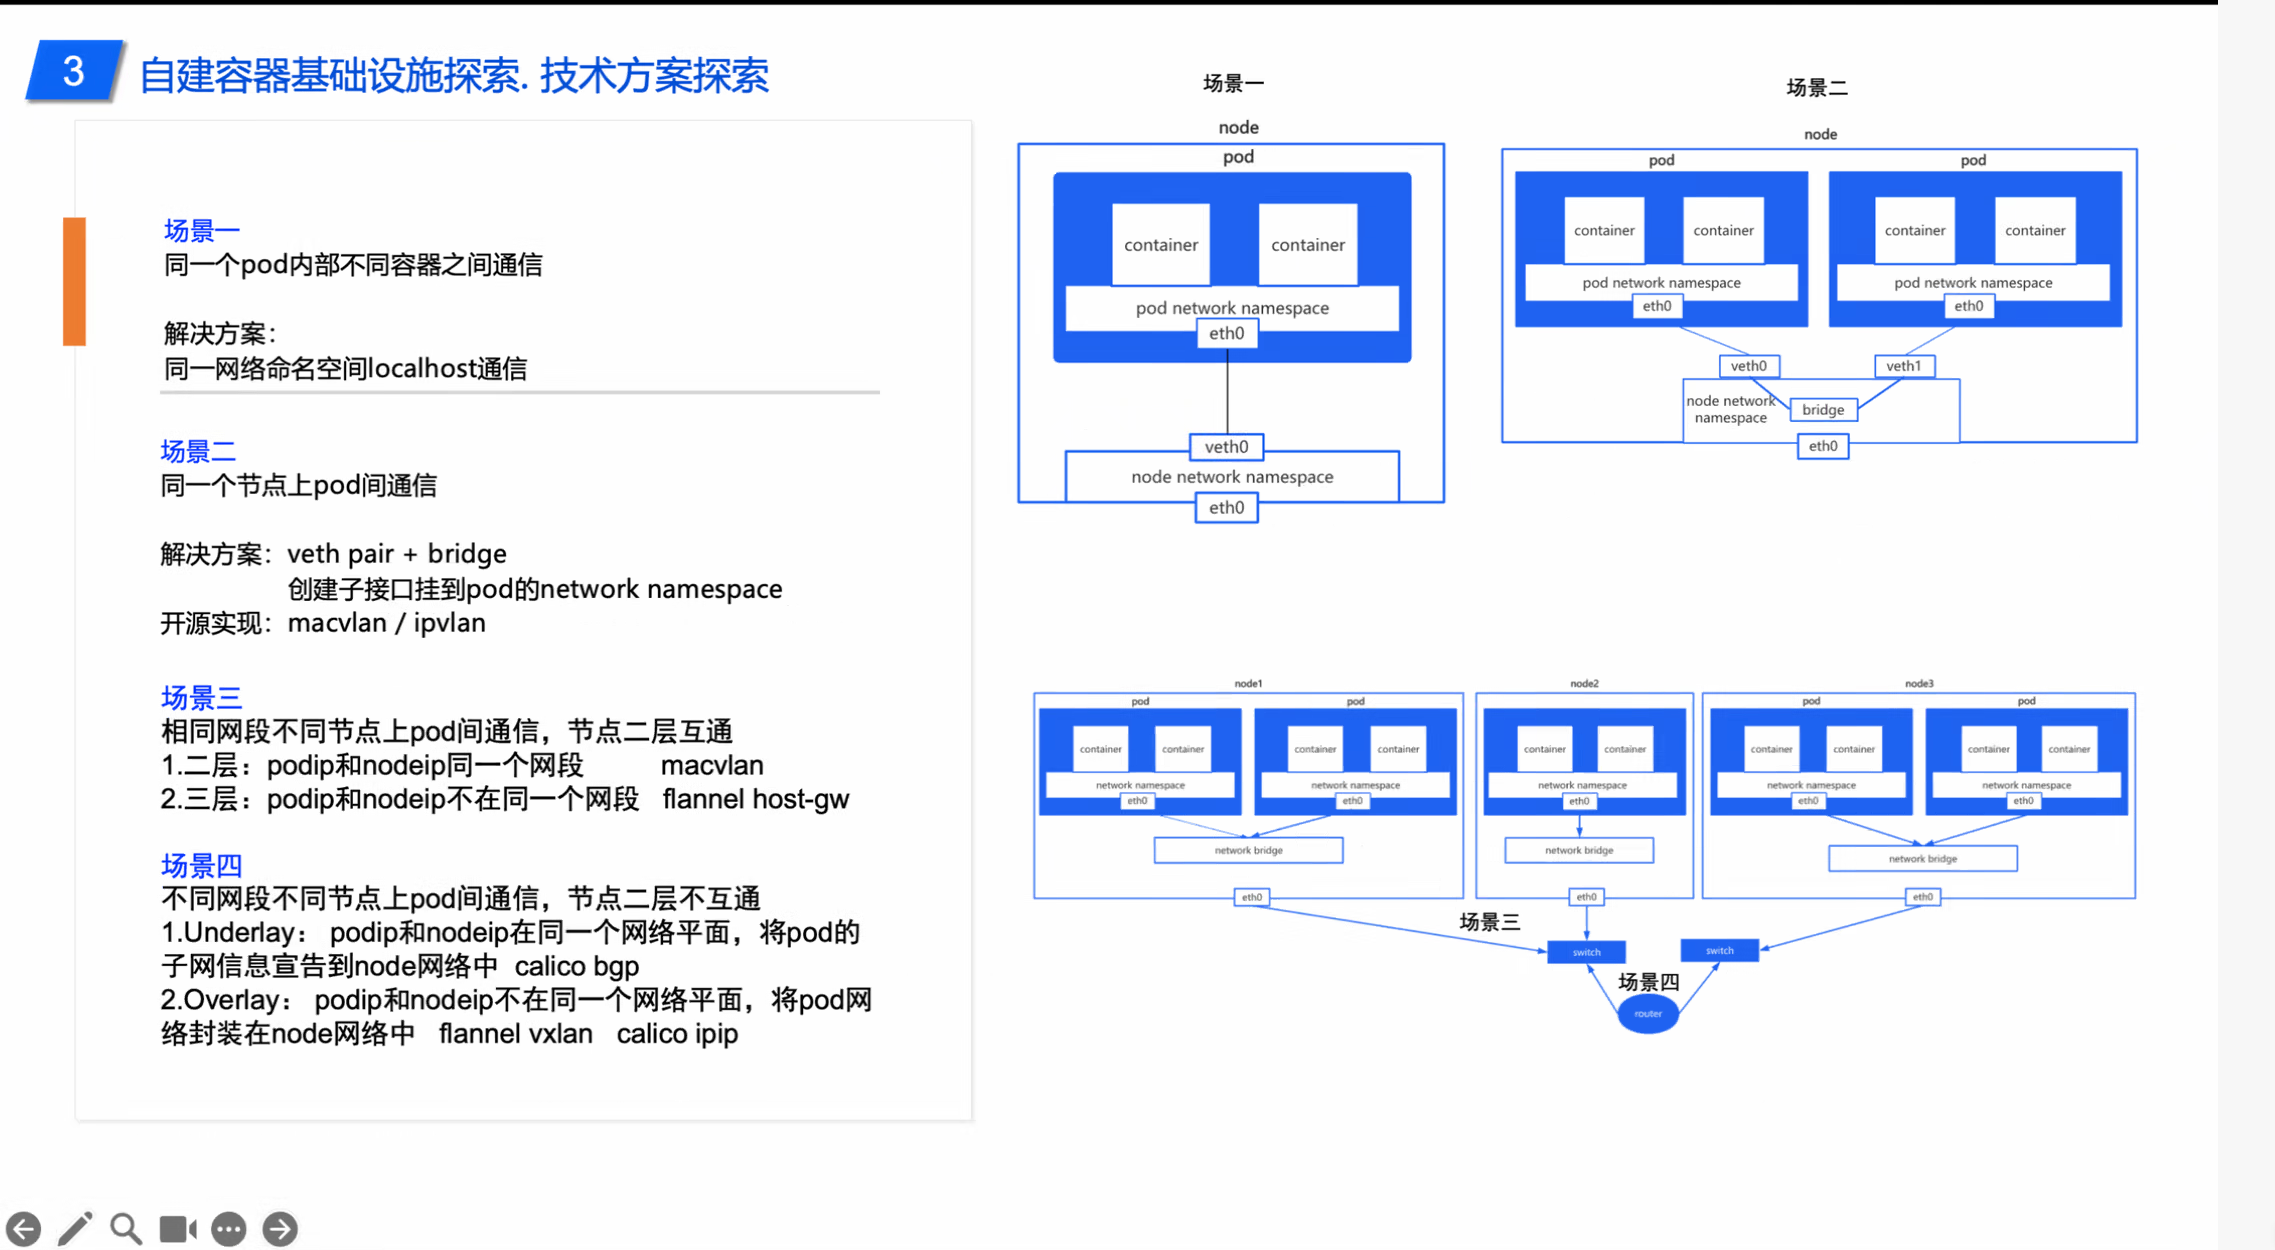 3
自建容器基础设施探索. 技术方案探索
场景一
同一个pod内部不同容器之间通信
解决方案：
同一网络命名空间localhost通信
场景二
同一个节点上pod间通信
解决方案：veth pair + bridge
创建子接口挂到pod的network namespace
开源实现：macvlan / ipvlan
场景三
相同网段不同节点上pod间通信，节点二层互通
1.二层：podip和nodeip同一个网段 macvlan
2.三层：podip和nodeip不在同一个网段 flannel host-gw
场景四
不同网段不同节点上pod间通信，节点二层不互通
1.Underlay： podip和nodeip在同一个网络平面，将pod的
子网信息宣告到node网络中 calico bgp
2.Overlay： podip和nodeip不在同一个网络平面，将pod网
络封装在node网络中 flannel vxlan calico ipip
场景一
node
pod
container container
pod network namespace
eth0
veth0
node network namespace
eth0
场景二
node
pod pod
container container container container
pod network namespace pod network namespace
eth0 eth0
veth0 veth1
node network
namespace
bridge
eth0
node1 node2 node3
pod pod pod pod
container container container container container container container container container container
network namespace network namespace network namespace network namespace network namespace
eth0 eth0 eth0 eth0 eth0
network bridge network bridge network bridge
eth0 eth0 eth0
场景三
switch switch
场景四
router